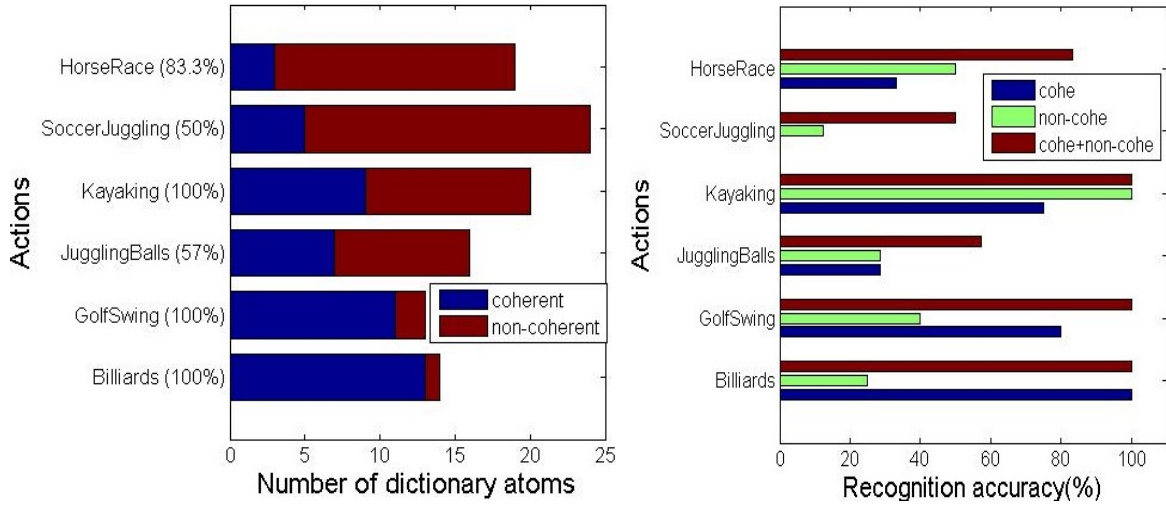 HorseRace (83.3%)
SoccerJuggling (50%)
Kayaking (100%)
JugglingBalls (57%)
GolfSwing (100%)
Billiards (100%)
Actions
coherent
non-coherent
0 5 10 15 20 25
Number of dictionary atoms
HorseRace
SoccerJuggling
Kayaking
JugglingBalls
GolfSwing
Billiards
Actions
cohe
non-cohe
cohe+non-cohe
0 20 40 60 80 100
Recognition accuracy(%)